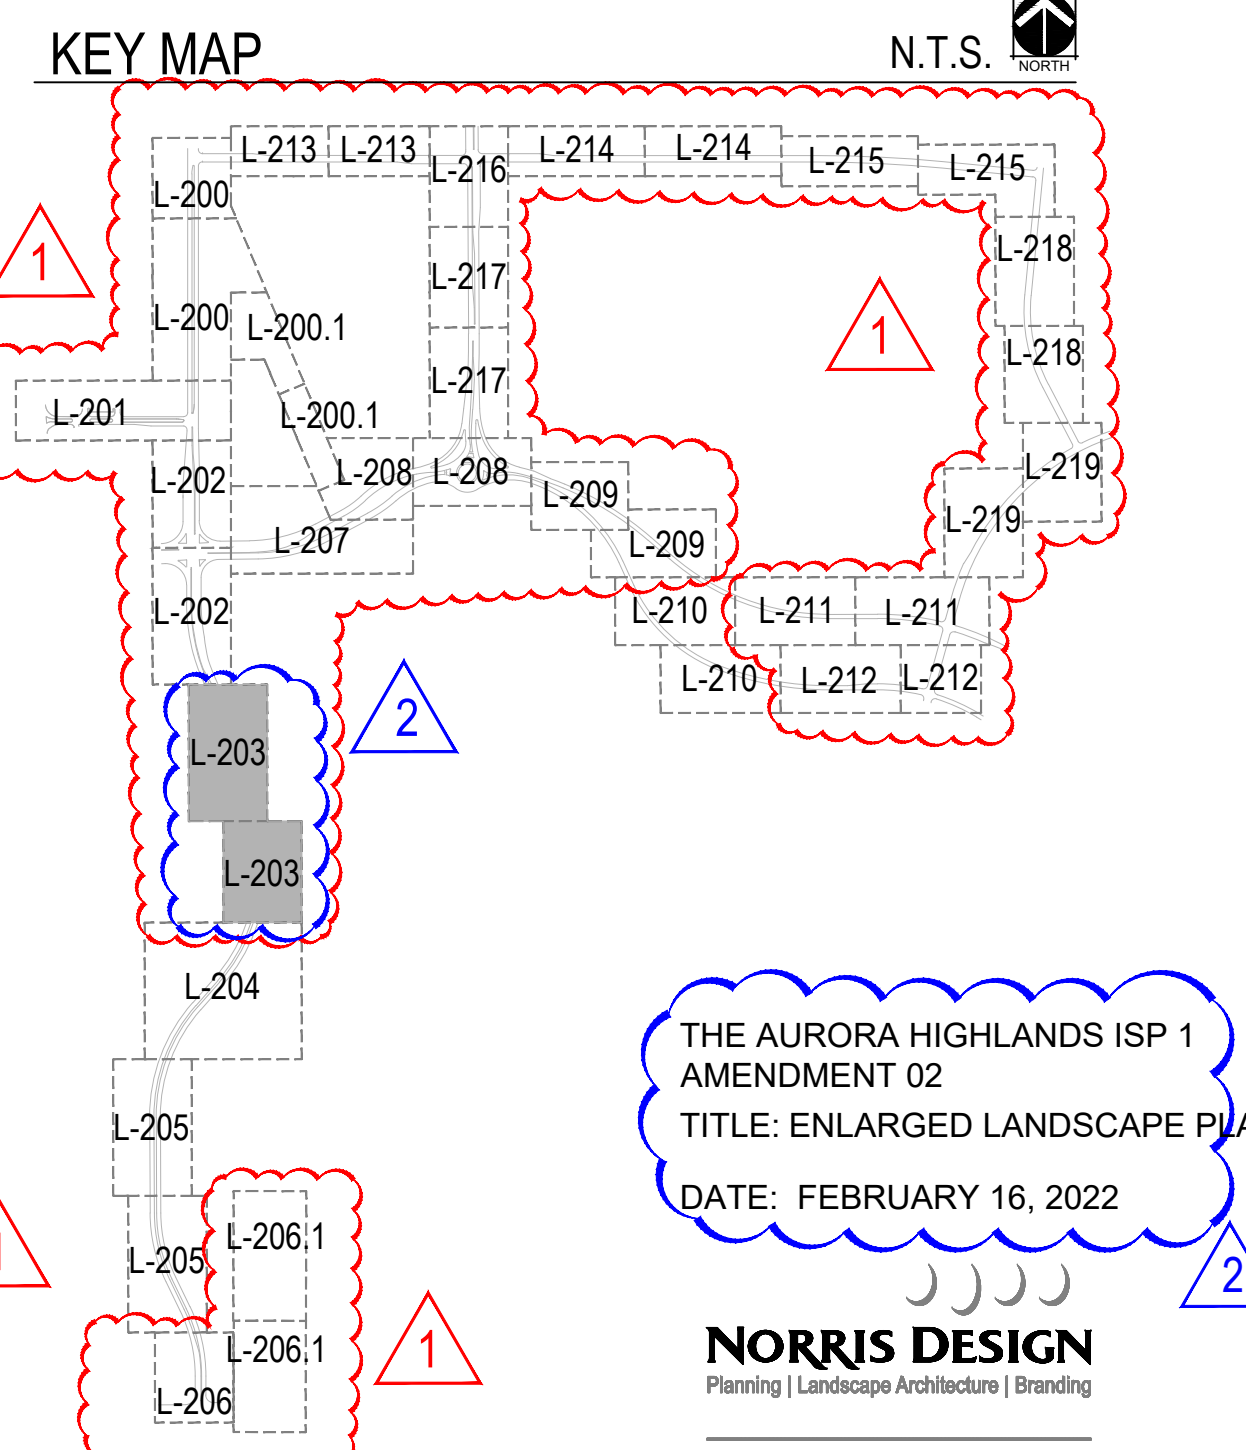 KEY MAP
N.T.S.
NORTH
L-213
L-213
L-216
L-214
L-214
L-215
L-215
L-200
1
L-218
L-217
L-200
L-200.1
1
L-218
L-217
L-201
L-200.1
L-219
L-202
L-208
L-208
L-209
L-219
L-207
L-209
L-202
L-210
L-211
L-211
L-210
L-212
L-212
2
L-203
L-203
L-204
THE AURORA HIGHLANDS ISP 1
AMENDMENT 02
TITLE: ENLARGED LANDSCAPE
DATE: FEBRUARY 16, 2022
L-205
L-206.1
L-205
2
L-206.1
1
L-206
NORRIS DESIGN
Planning | Landscape Architecture | Branding